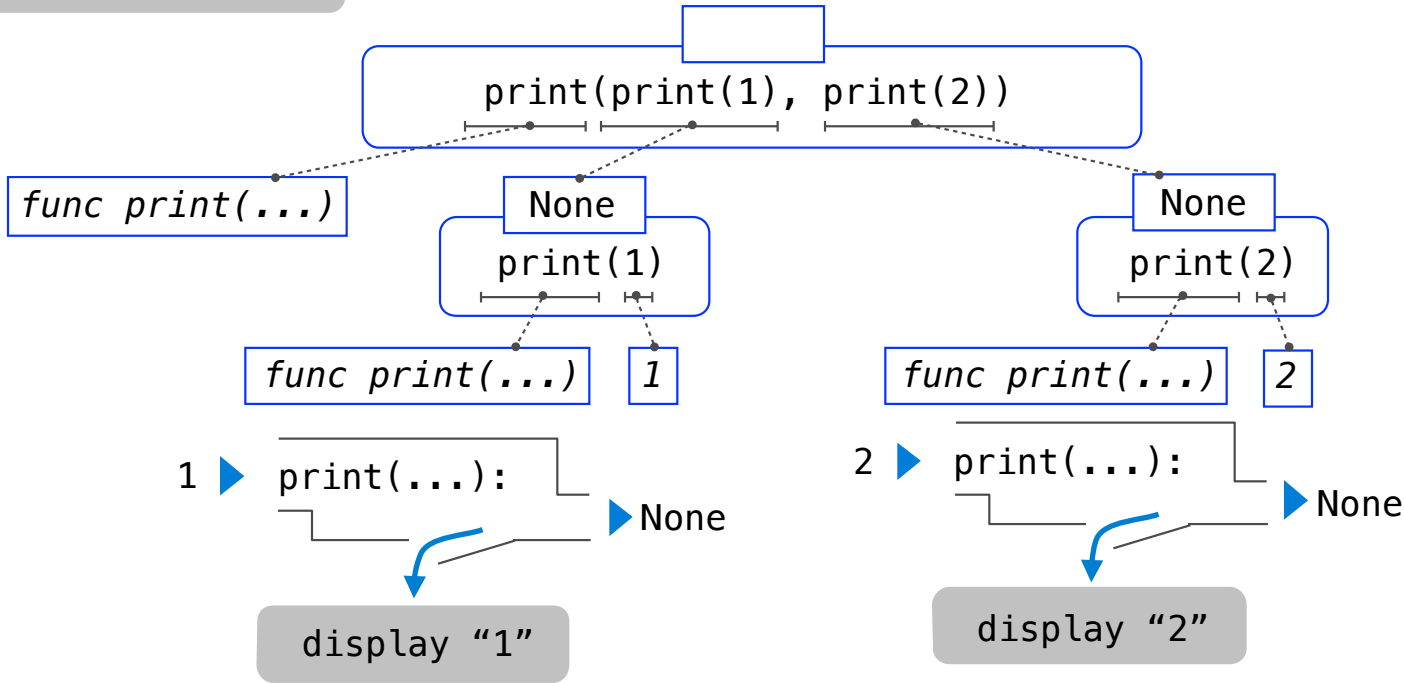 print(print(1), print(2))
func print(...)
None
None
print(1)
print(2)
func print(...)
1
func print(...)
2
1
print(...):
None
2
print(...):
None
display “1”
display “2”